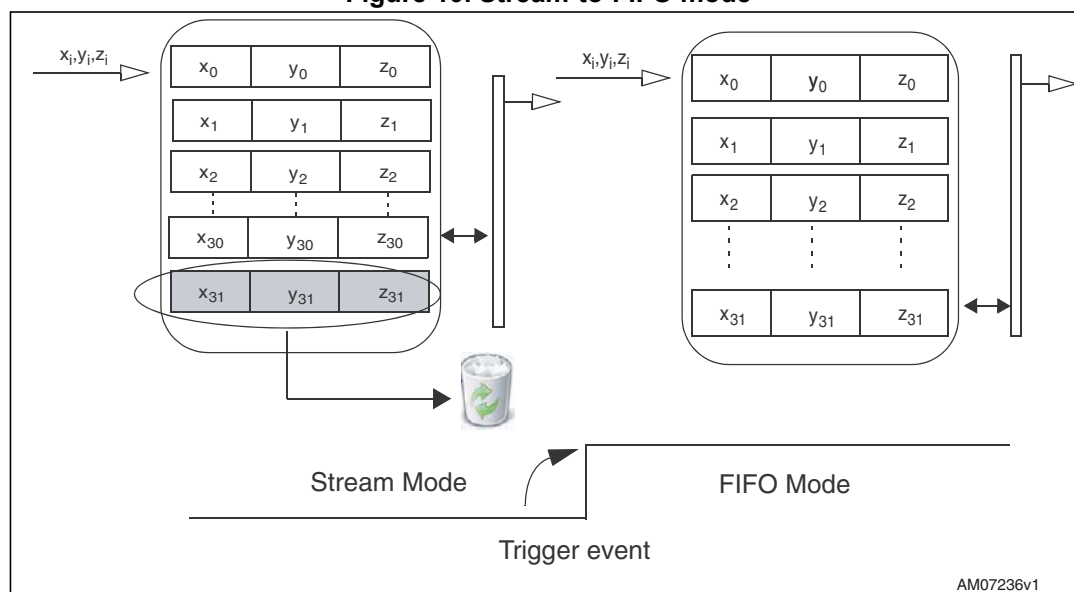 Figure 10. Stream-to-FIFO mode
xi,yi,zi
x0 y0 z0
x1 y1 z1
x2 y2 z2
x30 y30 z30
x31 y31 z31
xi,yi,zi
x0 y0 z0
x1 y1 z1
x2 y2 z2
x31 y31 z31
Stream Mode
FIFO Mode
Trigger event
AM07236v1